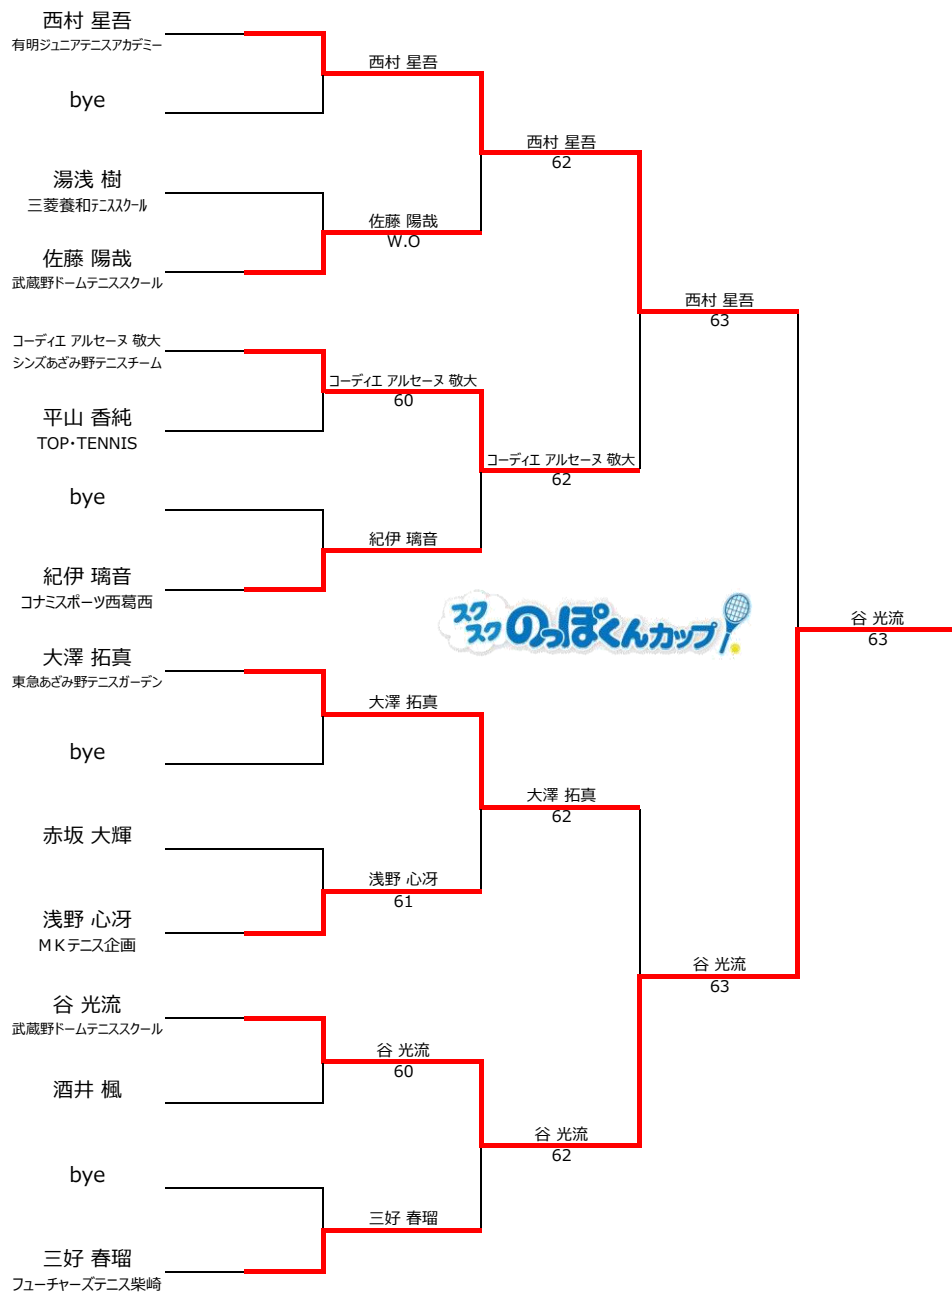 西村 星吾
有明ジュニアテニスアカデミー
bye
湯浅 樹
三菱養和テニススクール
佐藤 陽哉
武蔵野ドームテニススクール
コーディエ アルセーヌ 敬大
シンズあざみ野テニスチーム
平山 香純
TOP・TENNIS
bye
紀伊 璃音
コナミスポーツ西葛西
大澤 拓真
東急あざみ野テニスガーデン
bye
赤坂 大輝
浅野 心冴
ＭＫテニス企画
谷 光流
武蔵野ドームテニススクール
酒井 楓
bye
三好 春瑠
フューチャーズテニス柴崎
西村 星吾
佐藤 陽哉
W.O
コーディエ アルセーヌ 敬大
60
紀伊 璃音
大澤 拓真
浅野 心冴
61
谷 光流
60
三好 春瑠
西村 星吾
62
コーディエ アルセーヌ 敬大
62
大澤 拓真
62
谷 光流
62
西村 星吾
63
谷 光流
63
スクスク のっぽくんカップ
谷 光流
63